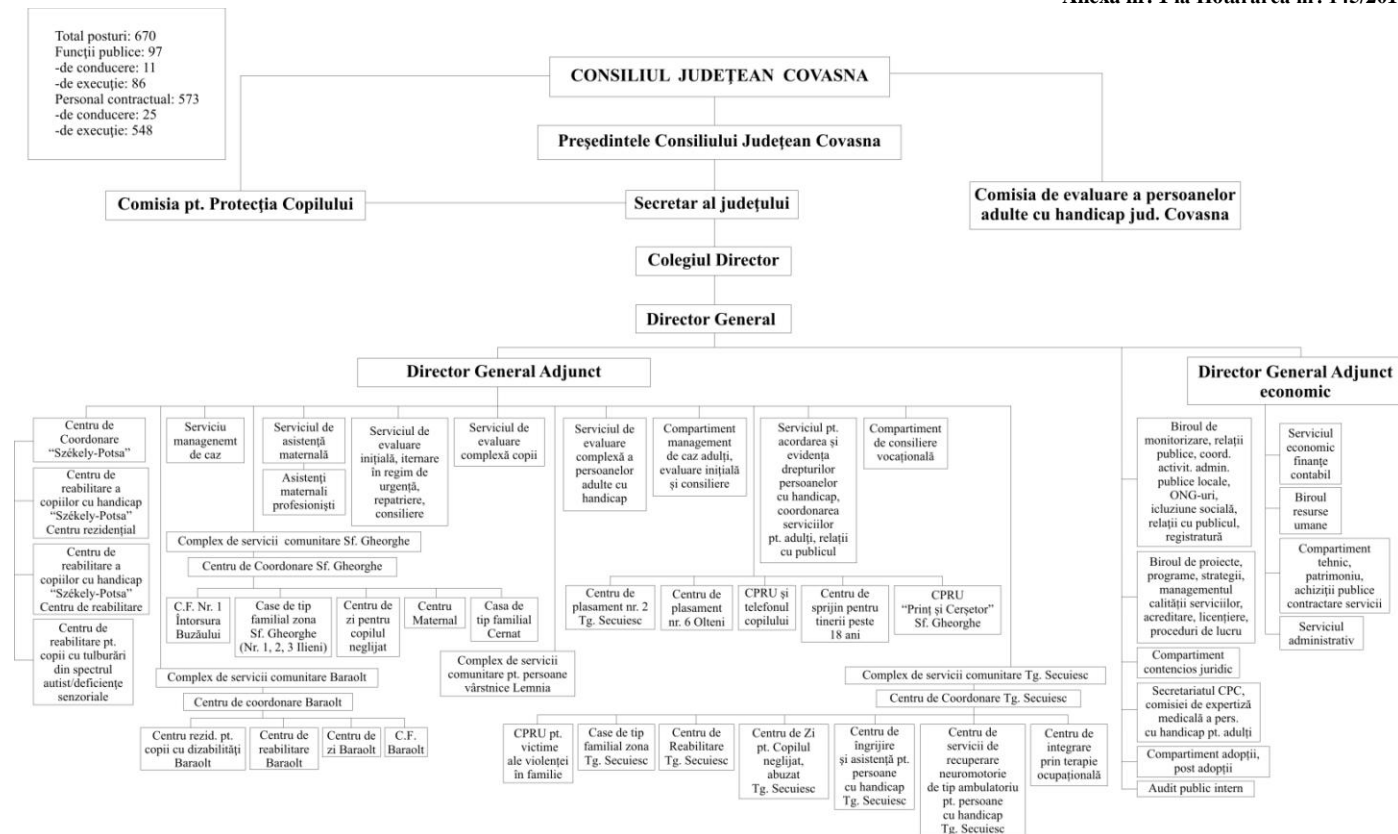 Anexa nr. 1 la Hotărârea nr. 143/201
Total posturi: 670
Funcții publice: 97
-de conducere: 11
-de execuție: 86
Personal contractual: 573
-de conducere: 25
-de execuție: 548
CONSILIUL JUDEȚEAN COVASNA
Președintele Consiliului Județean Covasna
Comisia pt. Protecția Copilului
Secretar al județului
Comisia de evaluare a persoanelor
adulte cu handicap jud. Covasna
Colegiul Director
Director General
Director General Adjunct
Director General Adjunct
economic
Centru de
Coordonare
“Székely-Potsa”
Centru de
reabilitare a
copiilor cu handicap
“Székely-Potsa”
Centru rezidențial
Centru de
reabilitare a
copiilor cu handicap
“Székely-Potsa”
Centru de reabilitare
Centru de
reabilitare pt.
copii cu tulburări
din spectrul
autist/deficiențe
senzoriale
Serviciu
managenemt
de caz
Serviciul de
asistență
maternală
Asistenți
maternali
profesioniști
Serviciul de
evaluare
inițială, iternare
în regim de
urgență,
repatriere,
consiliere
Serviciul de
evaluare
complexă copii
Serviciul de
evaluare
complexă a
persoanelor
adulte cu
handicap
Compartiment
management
de caz adulți,
evaluare inițială
și consiliere
Serviciul pt.
acordarea și
evidența
drepturilor
persoanelor
cu handicap,
coordonarea
serviciilor
pt. adulți, relații
cu publicul
Compartiment
de consiliere
vocațională
Complex de servicii comunitare Sf. Gheorghe
Centru de Coordonare Sf. Gheorghe
C.F. Nr. 1
Întorsura
Buzăului
Case de tip
familial zona
Sf. Gheorghe
(Nr. 1, 2, 3 Ilieni)
Centru de
zi pentru
copilul
neglijat
Centru
Maternal
Casa de
tip familial
Cernat
Centru de
plasament nr. 2
Tg. Secuiesc
Centru de
plasament
nr. 6 Olteni
CPRU și
telefonul
copilului
Centru de
sprijin pentru
tinerii peste
18 ani
CPRU
“Prinț și Cerșetor”
Sf. Gheorghe
Complex de servicii
comunitare pt. persoane
vârstnice Lemnia
Complex de servicii comunitare Baraolt
Centru de coordonare Baraolt
Centru rezid. pt.
copii cu dizabilități
Baraolt
Centru de
reabilitare
Baraolt
Centru de
zi Baraolt
C.F.
Baraolt
Complex de servicii comunitare Tg. Secuiesc
Centru de Coordonare Tg. Secuiesc
CPRU pt.
victime
ale violenței
în familie
Case de tip
familial zona
Tg. Secuiesc
Centru de
Reabilitare
Tg. Secuiesc
Centru de Zi
pt. Copilul
neglijat,
abuzat
Tg. Secuiesc
Centru de
îngrijire
și asistență pt.
persoane
cu handicap
Tg. Secuiesc
Centru de
servicii de
recuperare
neuromotorie
de tip ambulatoriu
pt. persoane
cu handicap
Tg. Secuiesc
Centru de
integrare
prin terapie
ocupațională
Biroul de
monitorizare, relații
publice, coord.
activit. admin.
publice locale,
ONG-uri,
icluziune socială,
relații cu publicul,
registratură
Biroul de proiecte,
programe, strategii,
managementul
calității serviciilor,
acreditare, licențiere,
proceduri de lucru
Compartiment
contencios juridic
Secretariatul CPC,
comisiei de expertiză
medicală a pers.
cu handicap pt. adulți
Compartiment adopții,
post adopții
Audit public intern
Serviciul
economic
finanțe
contabil
Biroul
resurse
umane
Compartiment
tehnic,
patrimoniu,
achiziții publice
contractare servicii
Serviciul
administrativ